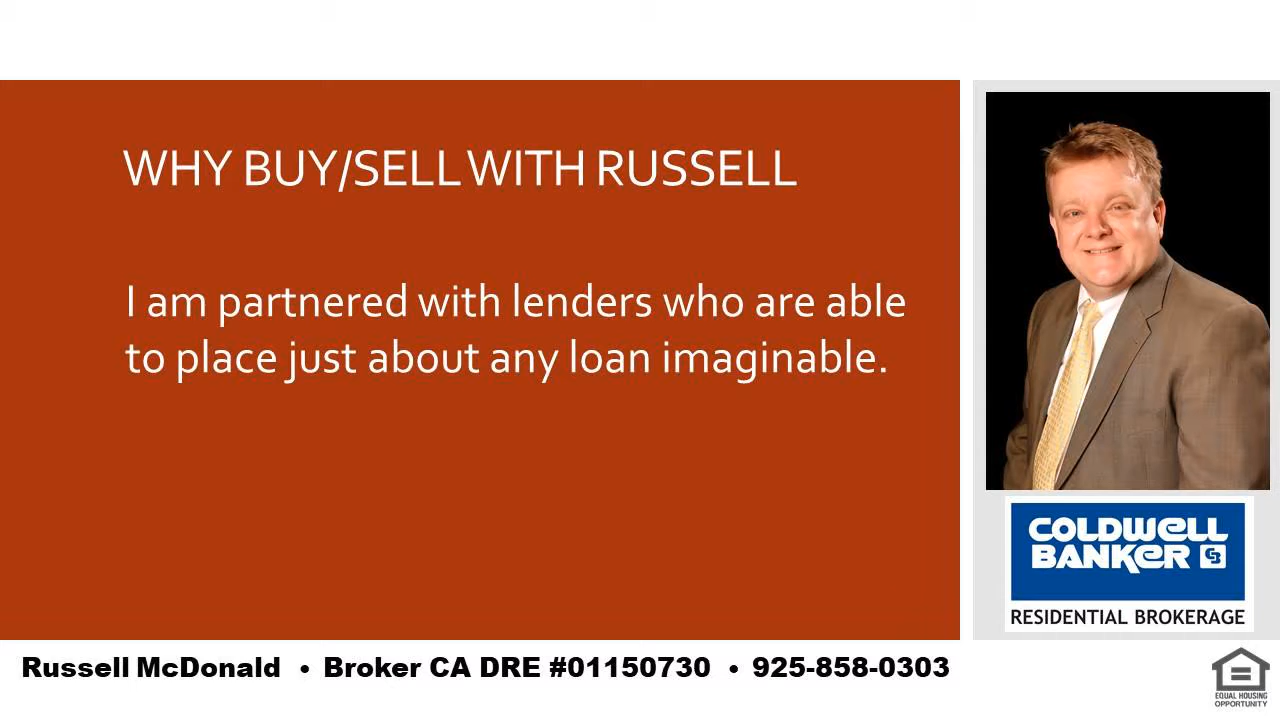 WHY BUY/SELL WITH RUSSELL
I am partnered with lenders who are able
to place just about any loan imaginable.
COLDWELL
BANKER CB
RESIDENTIAL BROKERAGE
Russell McDonald • Broker CA DRE #01150730 • 925-858-0303
EQUAL HOUSING
OPPORTUNITY